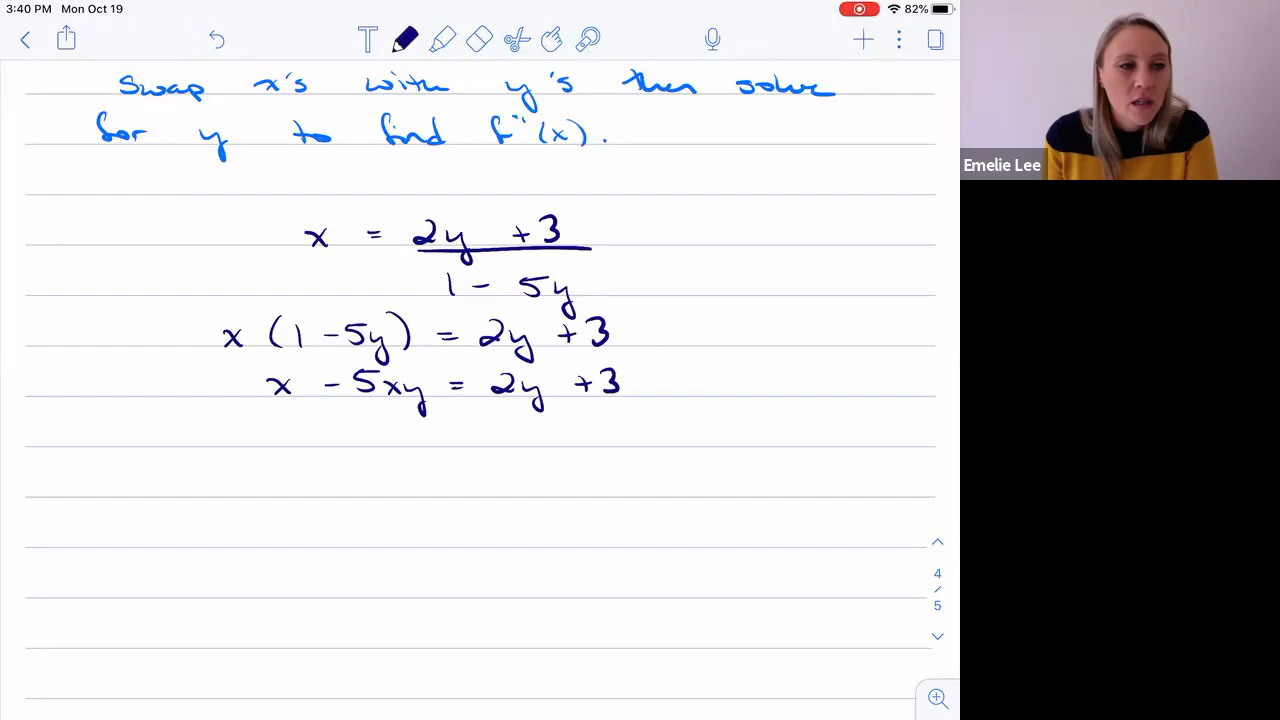 3:40 PM Mon Oct 19
82%
T
Swap x's with y's then solve
for y to find f⁻¹(x).
Emelie Lee
x = 2y + 3
1 - 5y
x (1 - 5y) = 2y + 3
x - 5xy = 2y + 3
4
/
5